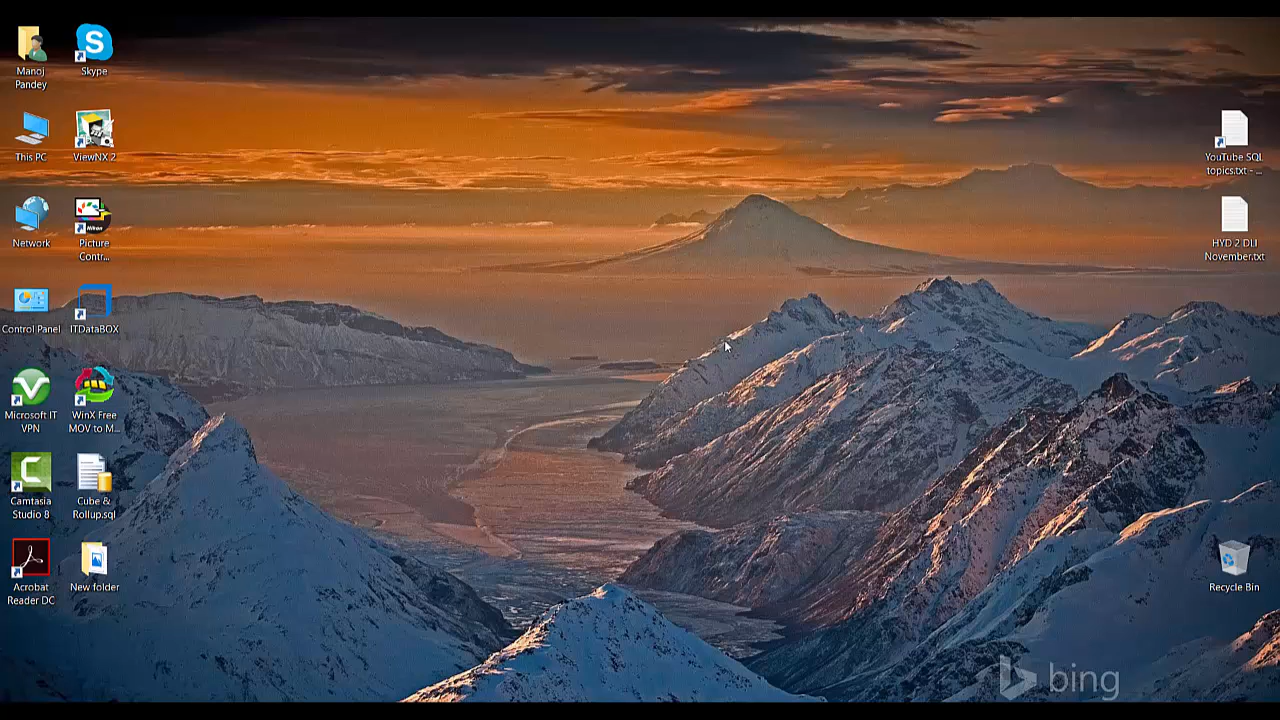 Manoj
Pandey
Skype
This PC
ViewNX 2
Network
Picture
Contr...
Control Panel
ITDataBOX
Microsoft IT
VPN
WinX Free
MOV to M...
Camtasia
Studio 8
Cube &
Rollup.sql
Acrobat
Reader DC
New folder
YouTube SQL
topics.txt - ...
HYD 2 DLI
November.txt
Recycle Bin
bing